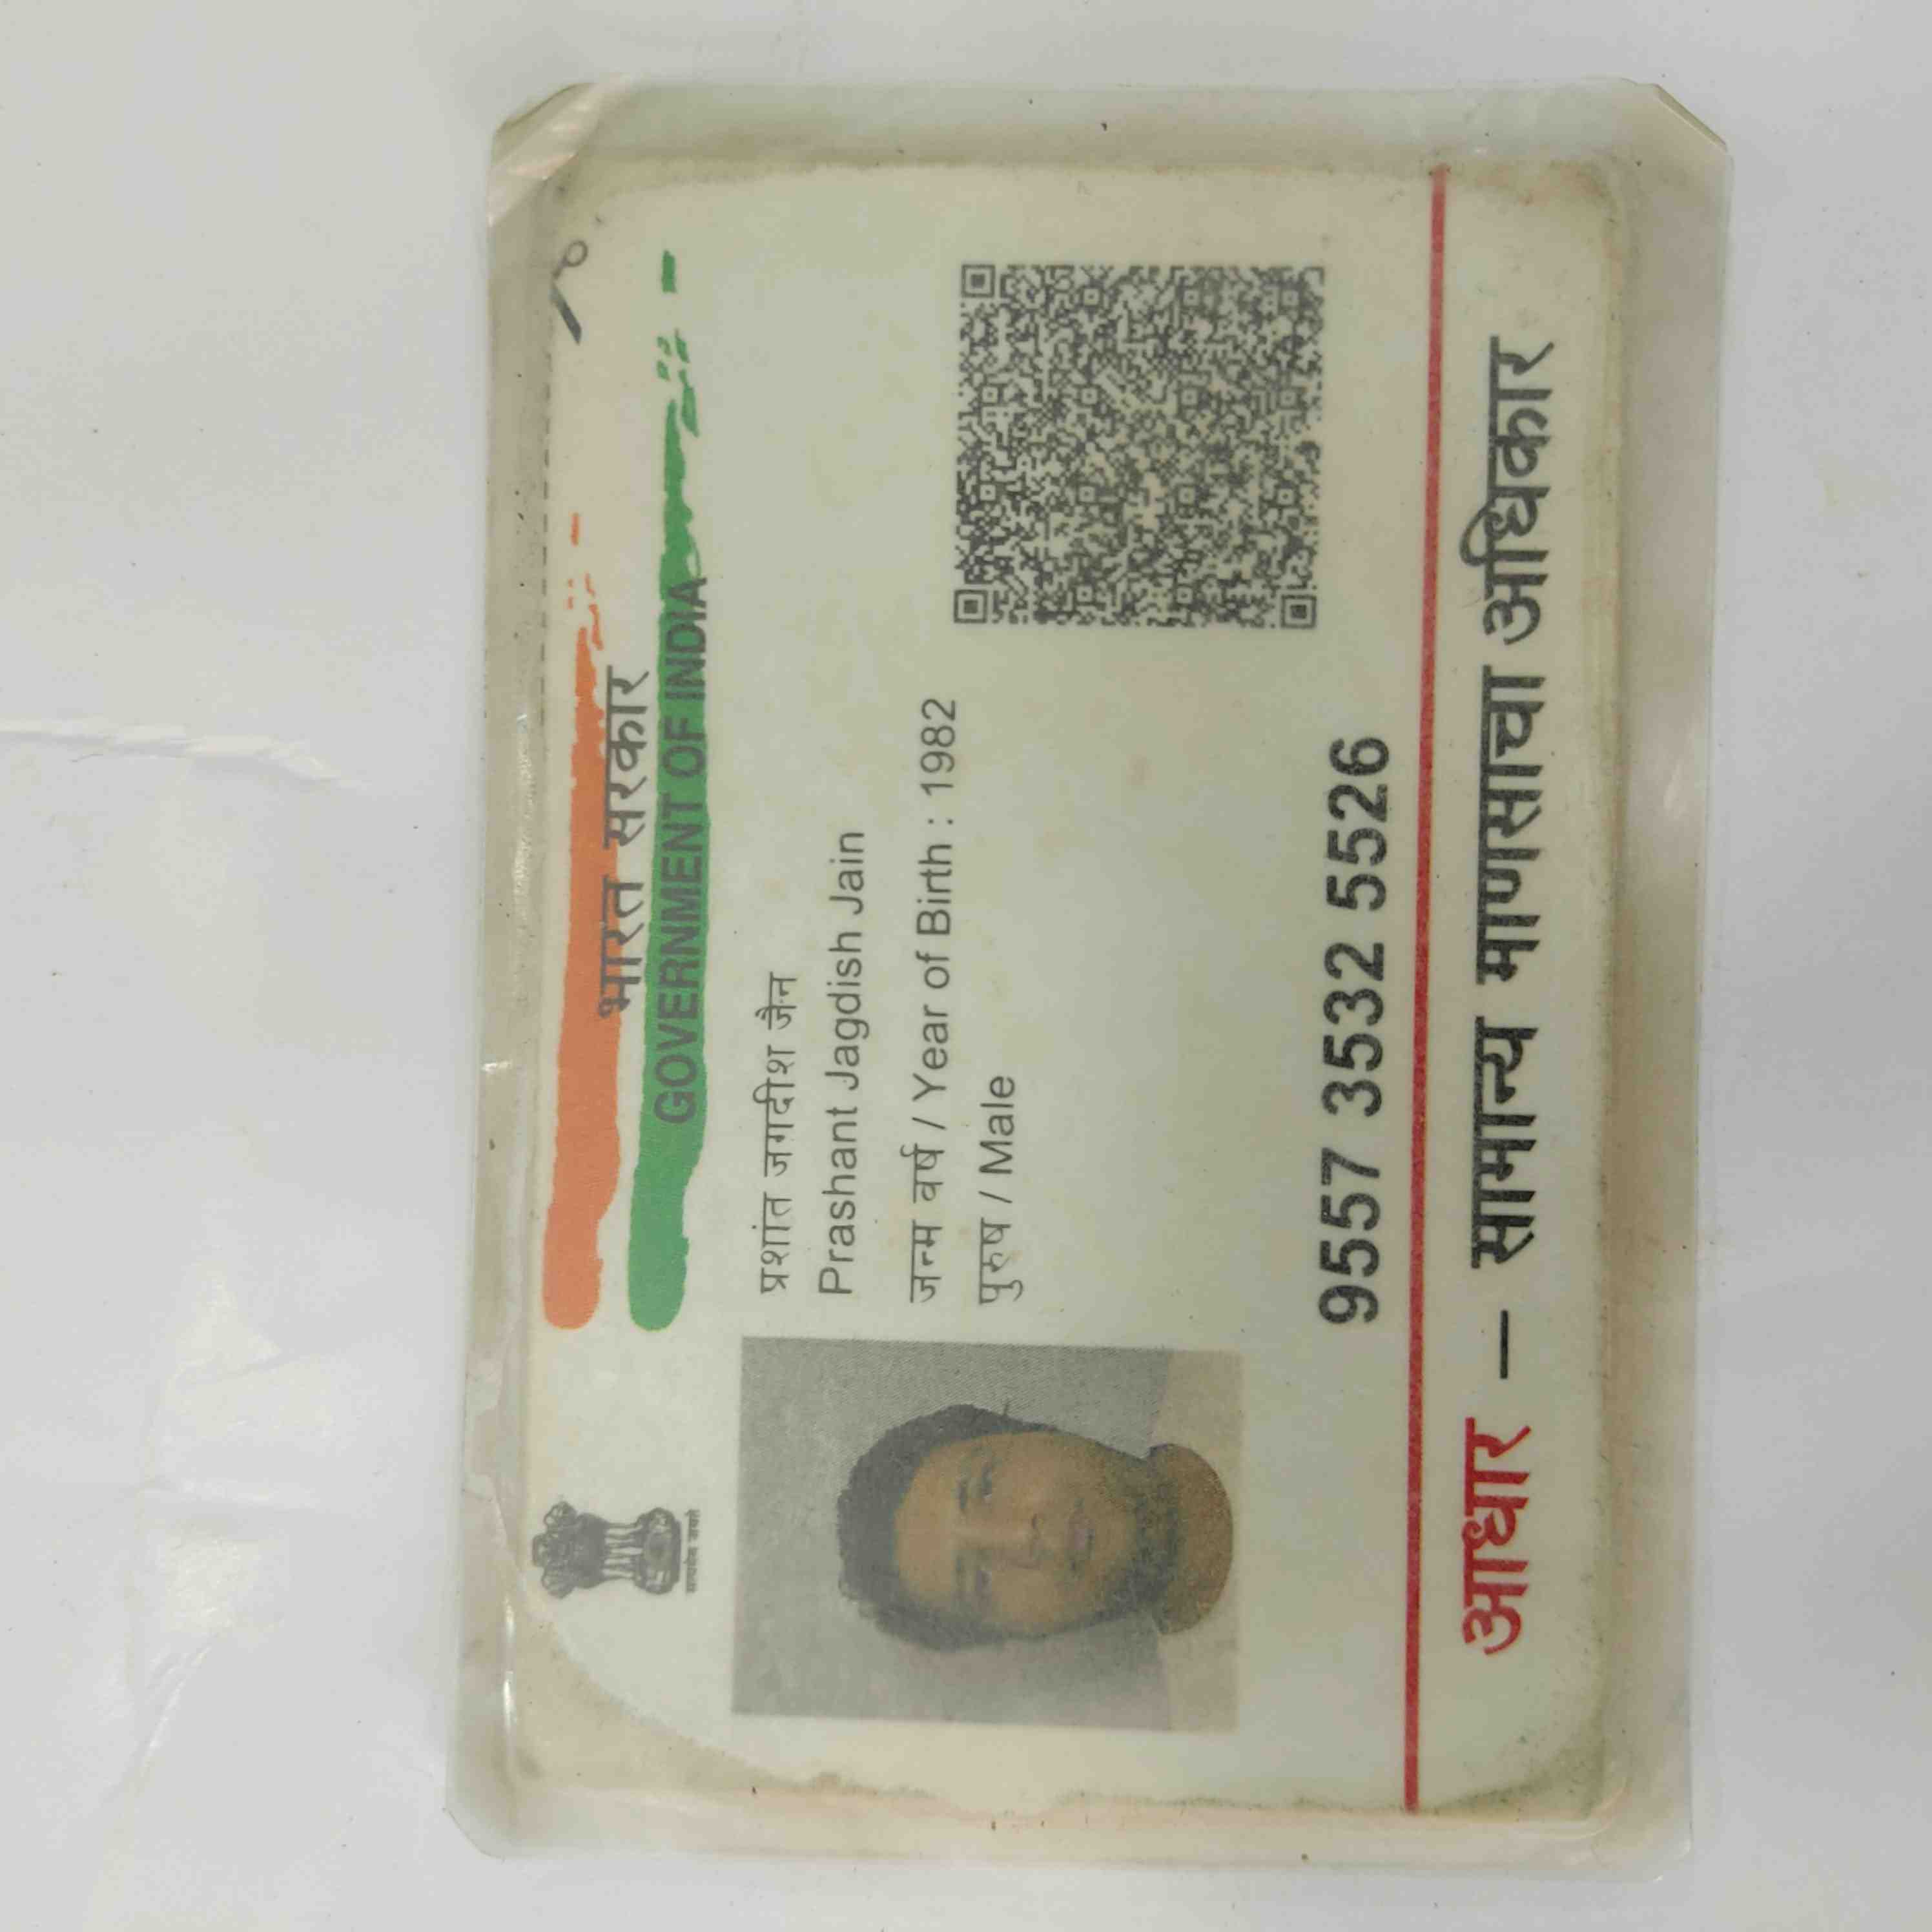 भारत सरकार
GOVERNMENT OF INDIA
सत्यमेव जयते
प्रशांत जगदीश जैन
Prashant Jagdish Jain
जन्म वर्ष / Year of Birth : 1982
पुरुष / Male
9557 3532 5526
आधार — सामान्य माणसाचा अधिकार